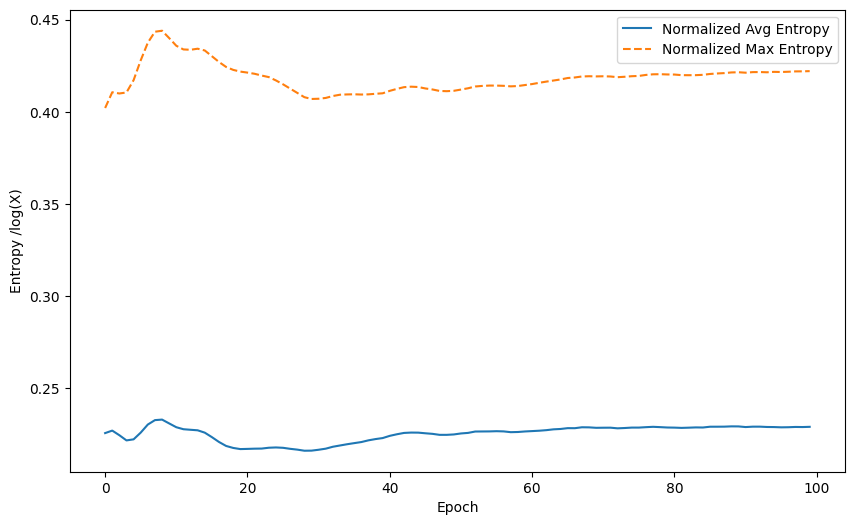 Normalized Avg Entropy
Normalized Max Entropy
0.45
0.40
0.35
0.30
0.25
Entropy /log(X)
0 20 40 60 80 100
Epoch